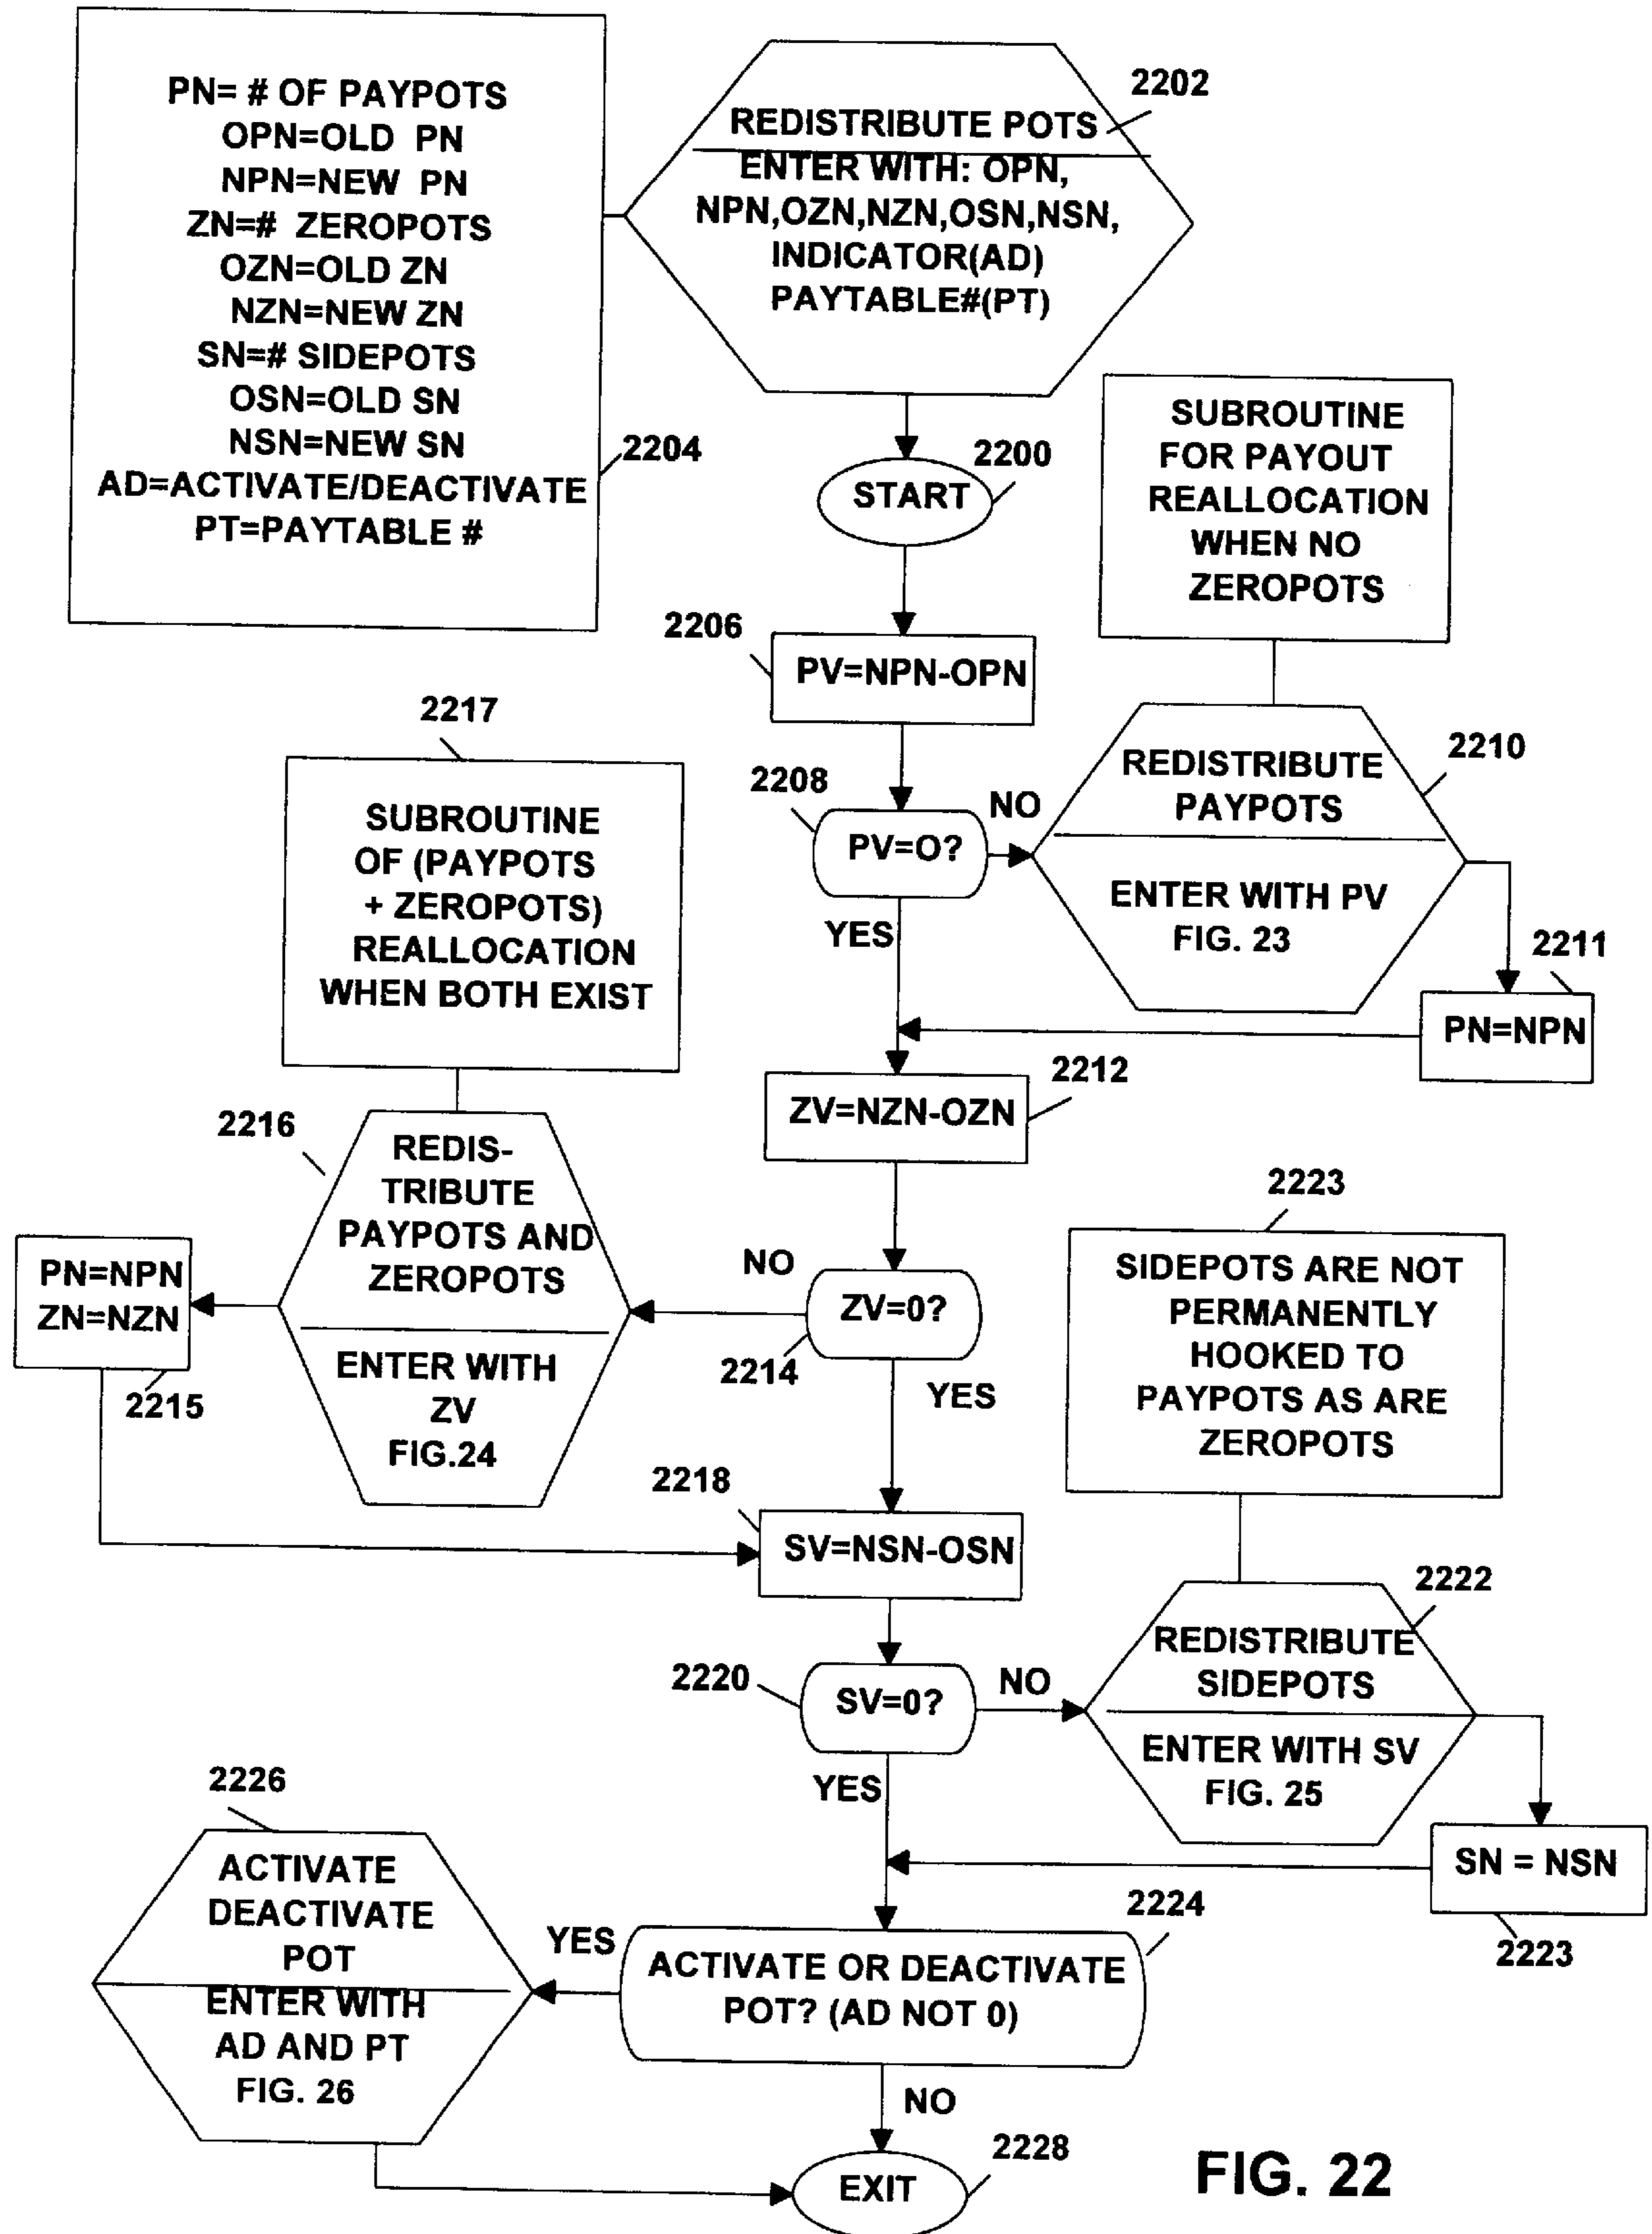 PN= # OF PAYPOTS
OPN=OLD PN
NPN=NEW PN
ZN=# ZEROPOTS
OZN=OLD ZN
NZN=NEW ZN
SN=# SIDEPOTS
OSN=OLD SN
NSN=NEW SN
AD=ACTIVATE/DEACTIVATE
PT=PAYTABLE #
2204
2202
REDISTRIBUTE POTS
ENTER WITH: OPN,
NPN,OZN,NZN,OSN,NSN,
INDICATOR(AD)
PAYTABLE#(PT)
2200
START
SUBROUTINE
FOR PAYOUT
REALLOCATION
WHEN NO
ZEROPOTS
2206
PV=NPN-OPN
2208
PV=O?
NO
YES
2210
REDISTRIBUTE
PAYPOTS
ENTER WITH PV
FIG. 23
2211
PN=NPN
2217
SUBROUTINE
OF (PAYPOTS
+ ZEROPOTS)
REALLOCATION
WHEN BOTH EXIST
2212
ZV=NZN-OZN
2216
REDIS-
TRIBUTE
PAYPOTS AND
ZEROPOTS
ENTER WITH
ZV
FIG.24
NO
ZV=0?
2214
YES
PN=NPN
ZN=NZN
2215
2223
SIDEPOTS ARE NOT
PERMANENTLY
HOOKED TO
PAYPOTS AS ARE
ZEROPOTS
2218
SV=NSN-OSN
2220
SV=0?
NO
YES
2222
REDISTRIBUTE
SIDEPOTS
ENTER WITH SV
FIG. 25
SN = NSN
2223
2226
ACTIVATE
DEACTIVATE
POT
ENTER WITH
AD AND PT
FIG. 26
YES
2224
ACTIVATE OR DEACTIVATE
POT? (AD NOT 0)
NO
2228
EXIT
FIG. 22